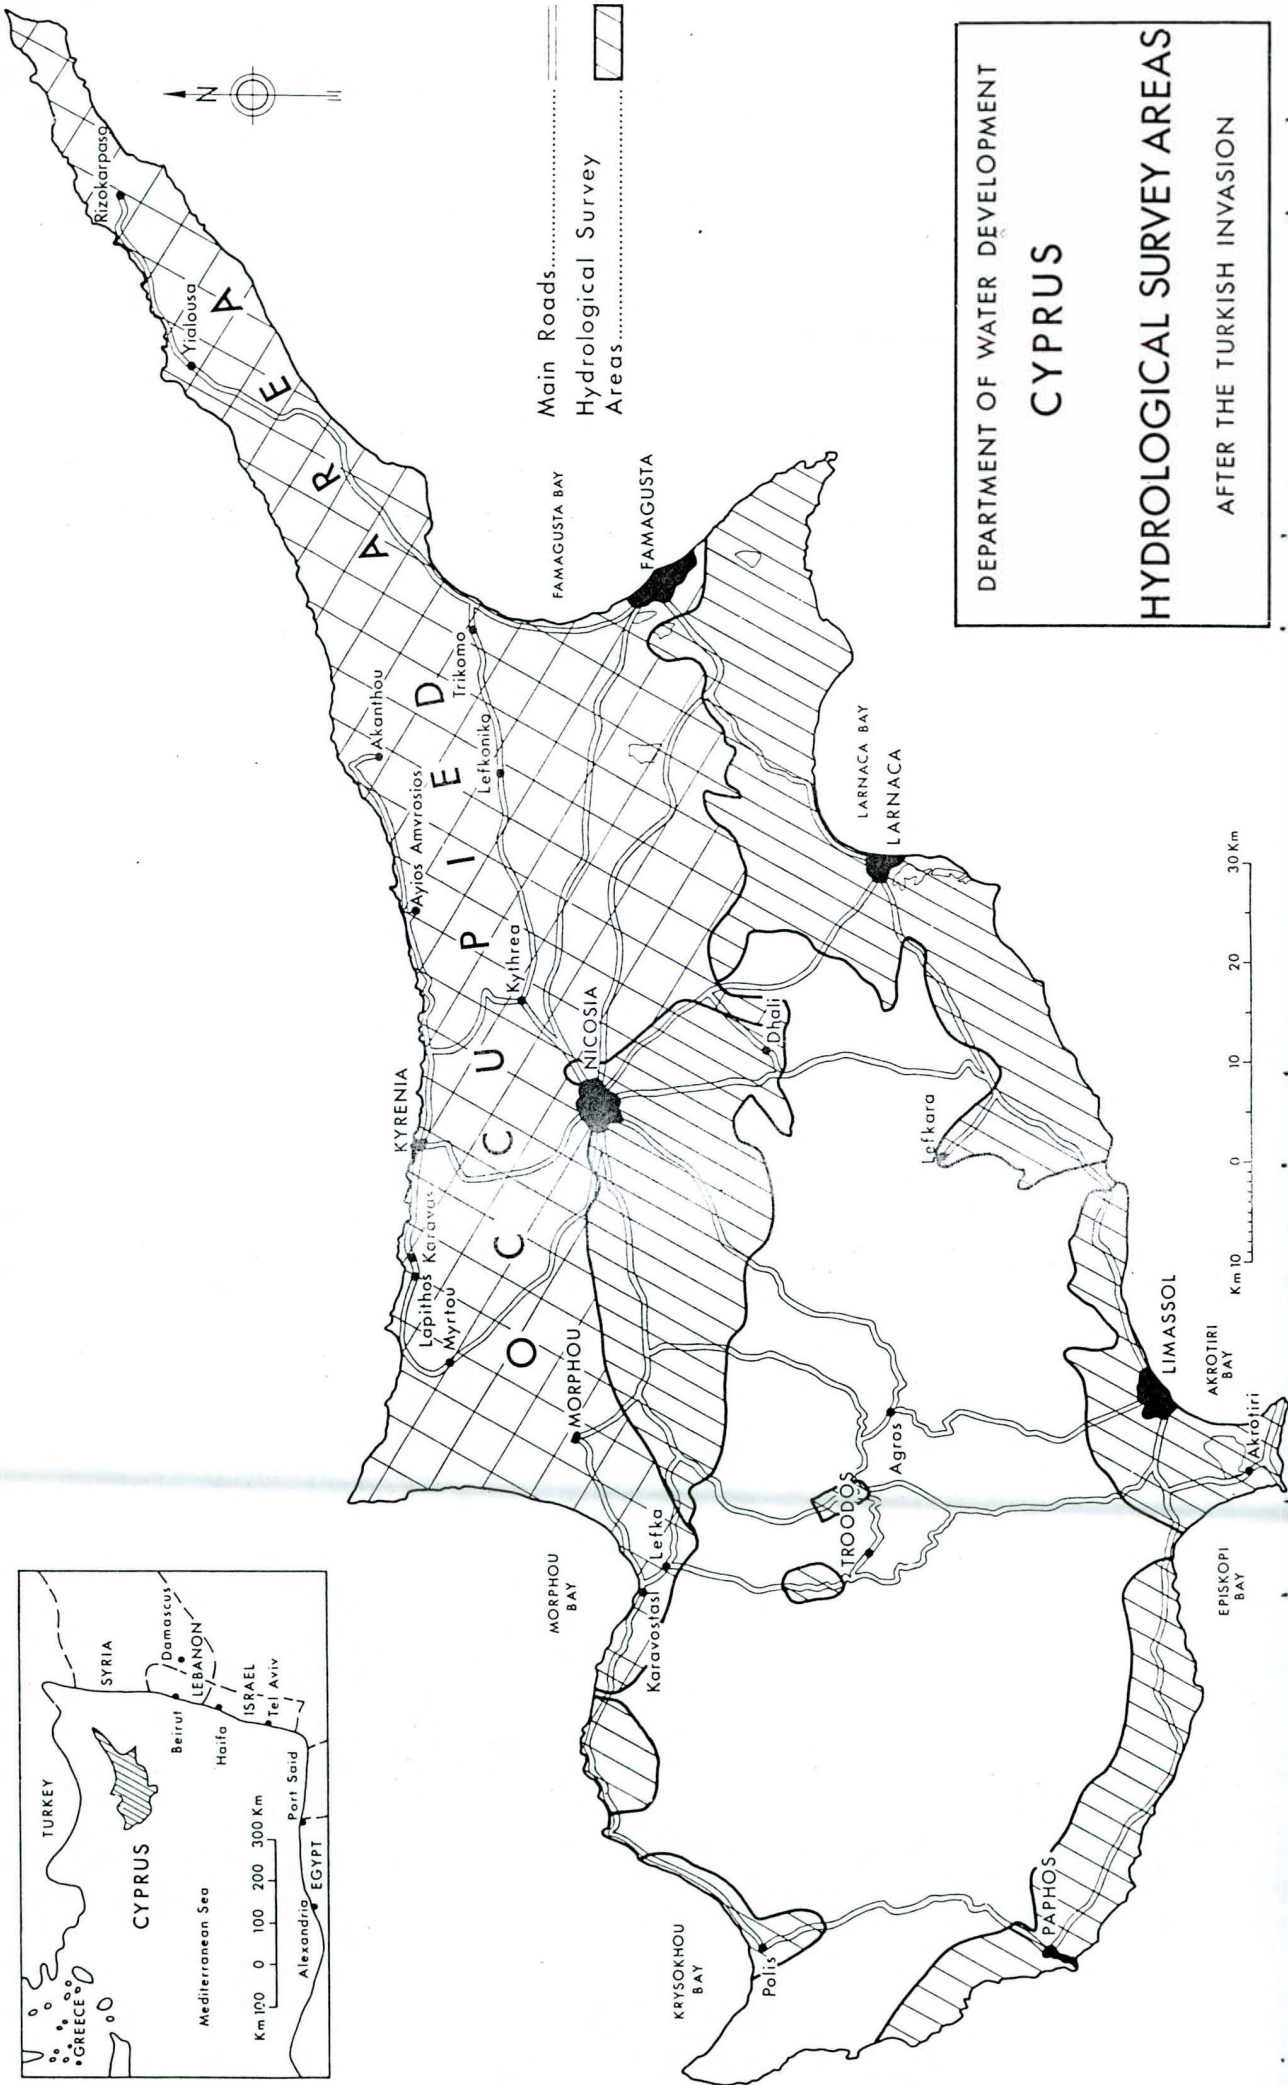 TURKEY
GREECE
CYPRUS
SYRIA
Damascus
LEBANON
Beirut
Haifa
ISRAEL
Tel Aviv
Mediterranean Sea
Km100 0 100 200 300 Km
Port Said
Alexandria
EGYPT
N
Rizokarpaso
Yialousa
Akanthou
Ayios Amvrosios
KYRENIA
Karavas
Lapithos
Myrtou
Trikomo
Lefkoniko
Kythrea
OCCUPIED AREA
FAMAGUSTA BAY
FAMAGUSTA
NICOSIA
MORPHOU
MORPHOU
BAY
Lefka
Karavostasi
KRYSOKHOU
BAY
Polis
Dhali
LARNACA BAY
LARNACA
Lefkara
TROODOS
Agros
PAPHOS
EPISKOPI
BAY
LIMASSOL
AKROTIRI
BAY
Akrotiri
Km10 0 10 20 30 Km
Main Roads
Hydrological Survey
Areas
DEPARTMENT OF WATER DEVELOPMENT
CYPRUS
HYDROLOGICAL SURVEY AREAS
AFTER THE TURKISH INVASION